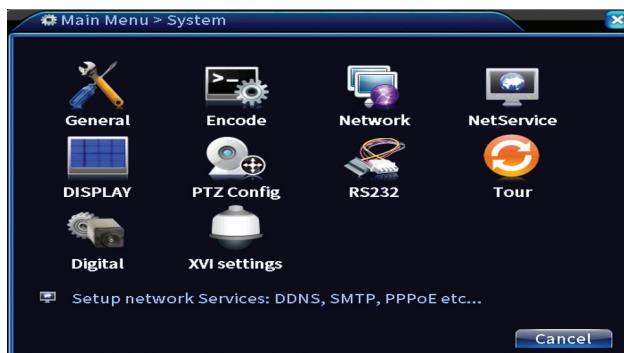 Main Menu > System
General Encode Network NetService
DISPLAY PTZ Config RS232 Tour
Digital XVI settings
Setup network Services: DDNS, SMTP, PPPoE etc...
Cancel